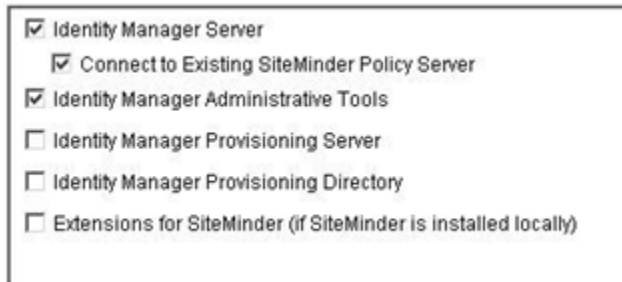 Identity Manager Server
Connect to Existing SiteMinder Policy Server
Identity Manager Administrative Tools
Identity Manager Provisioning Server
Identity Manager Provisioning Directory
Extensions for SiteMinder (if SiteMinder is installed locally)